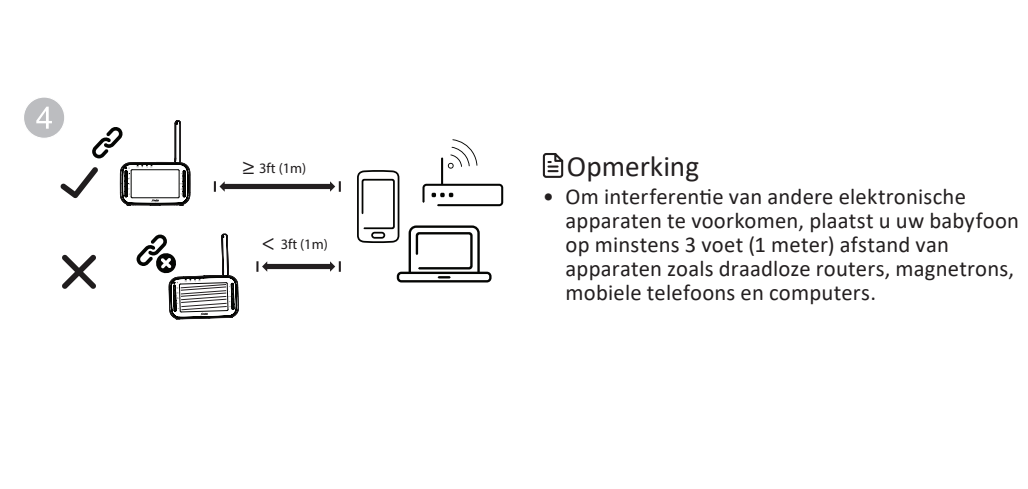 4
≥ 3ft (1m)
< 3ft (1m)
Opmerking
• Om interferentie van andere elektronische
apparaten te voorkomen, plaatst u uw babyfoon
op minstens 3 voet (1 meter) afstand van
apparaten zoals draadloze routers, magnetrons,
mobiele telefoons en computers.